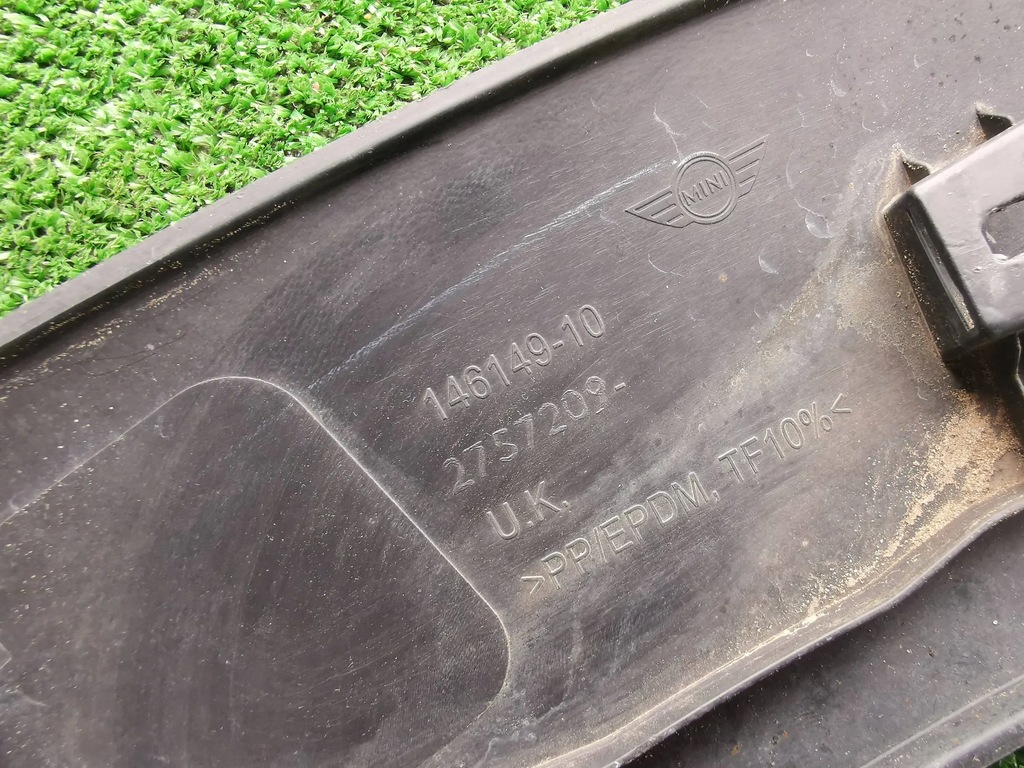 MINI
146149-10
2757209-
U.K.
>PP/EPDM, TF10%<